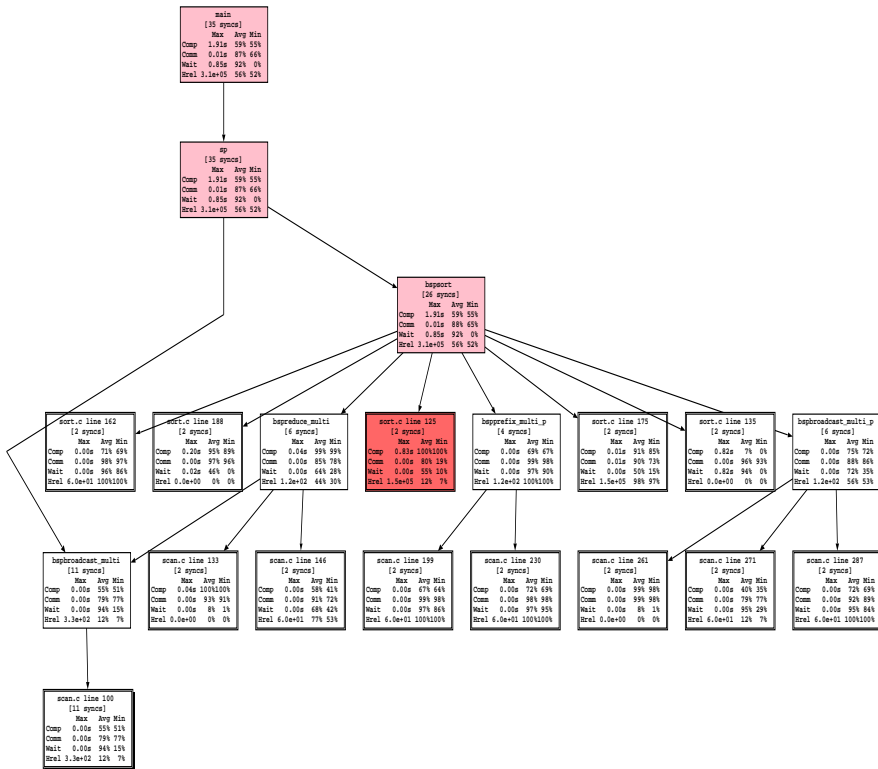 main
[35 syncs]
Max Avg Min
Comp 1.91s 59% 55%
Comm 0.01s 87% 66%
Wait 0.85s 92% 0%
Hrel 3.1e+05 56% 52%
sp
[35 syncs]
Max Avg Min
Comp 1.91s 59% 55%
Comm 0.01s 87% 66%
Wait 0.85s 92% 0%
Hrel 3.1e+05 56% 52%
bspsort
[26 syncs]
Max Avg Min
Comp 1.91s 59% 55%
Comm 0.01s 88% 65%
Wait 0.85s 92% 0%
Hrel 3.1e+05 56% 52%
sort.c line 162
[2 syncs]
Max Avg Min
Comp 0.00s 71% 69%
Comm 0.00s 98% 97%
Wait 0.00s 96% 86%
Hrel 6.0e+01 100%100%
sort.c line 188
[2 syncs]
Max Avg Min
Comp 0.20s 95% 89%
Comm 0.00s 97% 96%
Wait 0.02s 46% 0%
Hrel 0.0e+00 0% 0%
bspreduce_multi
[6 syncs]
Max Avg Min
Comp 0.04s 99% 99%
Comm 0.00s 85% 78%
Wait 0.00s 64% 28%
Hrel 1.2e+02 44% 30%
sort.c line 125
[2 syncs]
Max Avg Min
Comp 0.83s 100%100%
Comm 0.00s 80% 19%
Wait 0.00s 55% 10%
Hrel 1.5e+05 12% 7%
bspprefix_multi_p
[4 syncs]
Max Avg Min
Comp 0.00s 69% 67%
Comm 0.00s 99% 98%
Wait 0.00s 97% 90%
Hrel 1.2e+02 100%100%
sort.c line 175
[2 syncs]
Max Avg Min
Comp 0.01s 91% 85%
Comm 0.01s 90% 73%
Wait 0.00s 50% 15%
Hrel 1.5e+05 98% 97%
sort.c line 135
[2 syncs]
Max Avg Min
Comp 0.82s 7% 0%
Comm 0.00s 96% 93%
Wait 0.82s 94% 0%
Hrel 0.0e+00 0% 0%
bspbroadcast_multi_p
[6 syncs]
Max Avg Min
Comp 0.00s 75% 72%
Comm 0.00s 88% 86%
Wait 0.00s 72% 35%
Hrel 1.2e+02 56% 53%
bspbroadcast_multi
[11 syncs]
Max Avg Min
Comp 0.00s 55% 51%
Comm 0.00s 79% 77%
Wait 0.00s 94% 15%
Hrel 3.3e+02 12% 7%
scan.c line 133
[2 syncs]
Max Avg Min
Comp 0.04s 100%100%
Comm 0.00s 93% 91%
Wait 0.00s 8% 1%
Hrel 0.0e+00 0% 0%
scan.c line 146
[2 syncs]
Max Avg Min
Comp 0.00s 58% 41%
Comm 0.00s 91% 72%
Wait 0.00s 68% 42%
Hrel 6.0e+01 77% 53%
scan.c line 199
[2 syncs]
Max Avg Min
Comp 0.00s 67% 64%
Comm 0.00s 99% 98%
Wait 0.00s 97% 86%
Hrel 6.0e+01 100%100%
scan.c line 230
[2 syncs]
Max Avg Min
Comp 0.00s 72% 69%
Comm 0.00s 98% 98%
Wait 0.00s 97% 95%
Hrel 6.0e+01 100%100%
scan.c line 261
[2 syncs]
Max Avg Min
Comp 0.00s 99% 98%
Comm 0.00s 99% 98%
Wait 0.00s 8% 1%
Hrel 0.0e+00 0% 0%
scan.c line 271
[2 syncs]
Max Avg Min
Comp 0.00s 40% 35%
Comm 0.00s 79% 77%
Wait 0.00s 95% 29%
Hrel 6.0e+01 12% 7%
scan.c line 287
[2 syncs]
Max Avg Min
Comp 0.00s 72% 69%
Comm 0.00s 92% 89%
Wait 0.00s 95% 84%
Hrel 6.0e+01 100%100%
scan.c line 100
[11 syncs]
Max Avg Min
Comp 0.00s 55% 51%
Comm 0.00s 79% 77%
Wait 0.00s 94% 15%
Hrel 3.3e+02 12% 7%